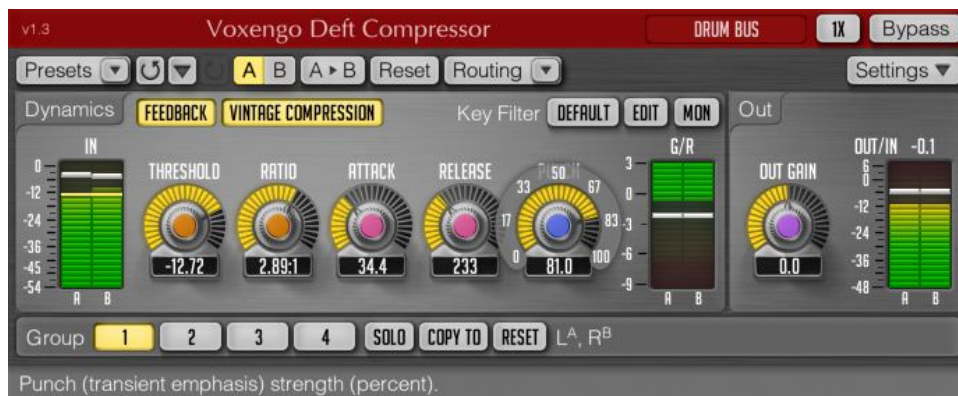 v1.3 Voxengo Deft Compressor DRUM BUS 1X Bypass
Presets A B A ▸ B Reset Routing Settings
Dynamics FEEDBACK VINTAGE COMPRESSION Key Filter DEFAULT EDIT MON Out
IN G/R OUT/IN -0.1
THRESHOLD RATIO ATTACK RELEASE OUT GAIN
0 -12 -24 -36 -45 -54
0 17 33 50 67 83 100
3 0 -3 -6 -9
6 0 -12 -24 -36 -48
-12.72 2.89:1 34.4 233 81.0 0.0
A B A B A B
Group 1 2 3 4 SOLO COPY TO RESET LA, RB
Punch (transient emphasis) strength (percent).